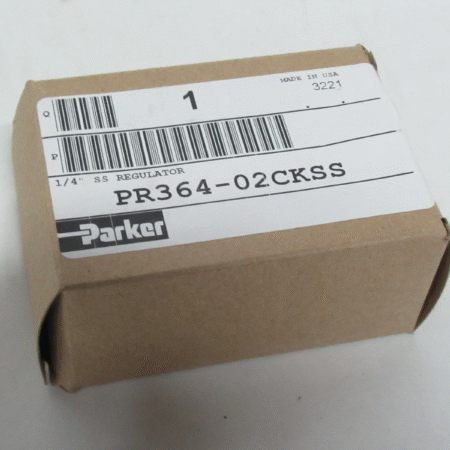 Q
1
MADE IN USA
3221
P
1/4" SS REGULATOR
PR364-02CKSS
Parker